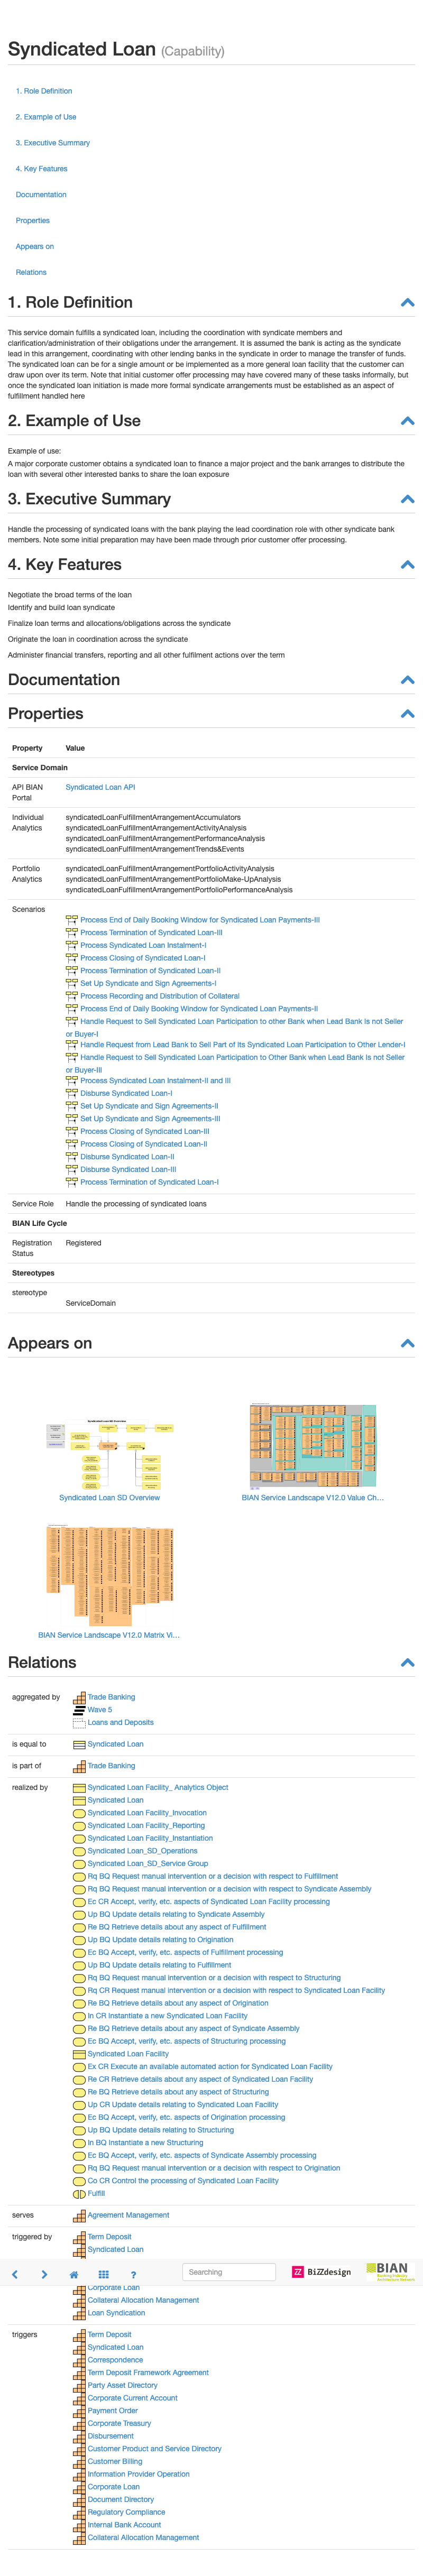 Syndicated Loan (Capability)
1. Role Definition
2. Example of Use
3. Executive Summary
4. Key Features
Documentation
Properties
Appears on
Relations
1. Role Definition
This service domain fulfills a syndicated loan, including the coordination with syndicate members and
clarification/administration of their obligations under the arrangement. It is assumed the bank is acting as the syndicate
lead in this arrangement, coordinating with other lending banks in the syndicate in order to manage the transfer of funds.
The syndicated loan can be for a single amount or be implemented as a more general loan facility that the customer can
draw upon over its term. Note that initial customer offer processing may have covered many of these tasks informally, but
once the syndicated loan initiation is made more formal syndicate arrangements must be established as an aspect of
fulfillment handled here
2. Example of Use
Example of use:
A major corporate customer obtains a syndicated loan to finance a major project and the bank arranges to distribute the
loan with several other interested banks to share the loan exposure
3. Executive Summary
Handle the processing of syndicated loans with the bank playing the lead coordination role with other syndicate bank
members. Note some initial preparation may have been made through prior customer offer processing.
4. Key Features
Negotiate the broad terms of the loan
Identify and build loan syndicate
Finalize loan terms and allocations/obligations across the syndicate
Originate the loan in coordination across the syndicate
Administer financial transfers, reporting and all other fulfilment actions over the term
Documentation
Properties
Property Value
Service Domain
API BIAN Syndicated Loan API
Portal
Individual syndicatedLoanFulfillmentArrangementAccumulators
Analytics syndicatedLoanFulfillmentArrangementActivityAnalysis
syndicatedLoanFulfillmentArrangementPerformanceAnalysis
syndicatedLoanFulfillmentArrangementTrends&Events
Portfolio syndicatedLoanFulfillmentArrangementPortfolioActivityAnalysis
Analytics syndicatedLoanFulfillmentArrangementPortfolioMake-UpAnalysis
syndicatedLoanFulfillmentArrangementPortfolioPerformanceAnalysis
Scenarios
Process End of Daily Booking Window for Syndicated Loan Payments-III
Process Termination of Syndicated Loan-III
Process Syndicated Loan Instalment-I
Process Closing of Syndicated Loan-I
Process Termination of Syndicated Loan-II
Set Up Syndicate and Sign Agreements-I
Process Recording and Distribution of Collateral
Process End of Daily Booking Window for Syndicated Loan Payments-II
Handle Request to Sell Syndicated Loan Participation to other Bank when Lead Bank Is not Seller
or Buyer-I
Handle Request from Lead Bank to Sell Part of Its Syndicated Loan Participation to Other Lender-I
Handle Request to Sell Syndicated Loan Participation to Other Bank when Lead Bank Is not Seller
or Buyer-III
Process Syndicated Loan Instalment-II and III
Disburse Syndicated Loan-I
Set Up Syndicate and Sign Agreements-II
Set Up Syndicate and Sign Agreements-III
Process Closing of Syndicated Loan-III
Process Closing of Syndicated Loan-II
Disburse Syndicated Loan-II
Disburse Syndicated Loan-III
Process Termination of Syndicated Loan-I
Service Role Handle the processing of syndicated loans
BIAN Life Cycle
Registration Registered
Status
Stereotypes
stereotype
ServiceDomain
Appears on
Syndicated Loan SD Overview
BIAN Service Landscape V12.0 Value Ch...
BIAN Service Landscape V12.0 Matrix Vi...
Relations
aggregated by Trade Banking
Wave 5
Loans and Deposits
is equal to Syndicated Loan
is part of Trade Banking
realized by Syndicated Loan Facility_ Analytics Object
Syndicated Loan
Syndicated Loan Facility_Invocation
Syndicated Loan Facility_Reporting
Syndicated Loan Facility_Instantiation
Syndicated Loan_SD_Operations
Syndicated Loan_SD_Service Group
Rq BQ Request manual intervention or a decision with respect to Fulfillment
Rq BQ Request manual intervention or a decision with respect to Syndicate Assembly
Ec CR Accept, verify, etc. aspects of Syndicated Loan Facility processing
Up BQ Update details relating to Syndicate Assembly
Re BQ Retrieve details about any aspect of Fulfillment
Up BQ Update details relating to Origination
Ec BQ Accept, verify, etc. aspects of Fulfillment processing
Up BQ Update details relating to Fulfillment
Rq BQ Request manual intervention or a decision with respect to Structuring
Rq CR Request manual intervention or a decision with respect to Syndicated Loan Facility
Re BQ Retrieve details about any aspect of Origination
In CR Instantiate a new Syndicated Loan Facility
Re BQ Retrieve details about any aspect of Syndicate Assembly
Ec BQ Accept, verify, etc. aspects of Structuring processing
Syndicated Loan Facility
Ex CR Execute an available automated action for Syndicated Loan Facility
Re CR Retrieve details about any aspect of Syndicated Loan Facility
Re BQ Retrieve details about any aspect of Structuring
Up CR Update details relating to Syndicated Loan Facility
Ec BQ Accept, verify, etc. aspects of Origination processing
Up BQ Update details relating to Structuring
In BQ Instantiate a new Structuring
Ec BQ Accept, verify, etc. aspects of Syndicate Assembly processing
Rq BQ Request manual intervention or a decision with respect to Origination
Co CR Control the processing of Syndicated Loan Facility
Fulfill
serves Agreement Management
triggered by Term Deposit
Syndicated Loan
? Searching BiZZdesign BIAN
Corporate Loan
Collateral Allocation Management
Loan Syndication
triggers Term Deposit
Syndicated Loan
Correspondence
Term Deposit Framework Agreement
Party Asset Directory
Corporate Current Account
Payment Order
Corporate Treasury
Disbursement
Customer Product and Service Directory
Customer Billing
Information Provider Operation
Corporate Loan
Document Directory
Regulatory Compliance
Internal Bank Account
Collateral Allocation Management